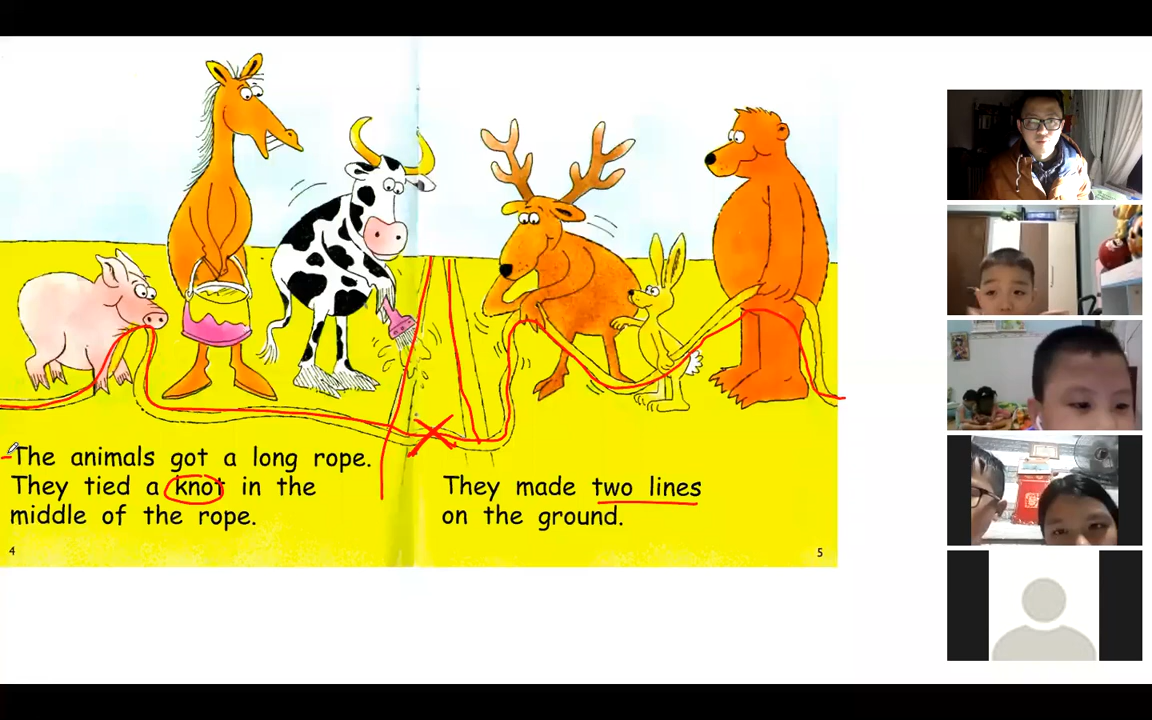 The animals got a long rope.
They tied a knot in the
middle of the rope.
4
They made two lines
on the ground.
5